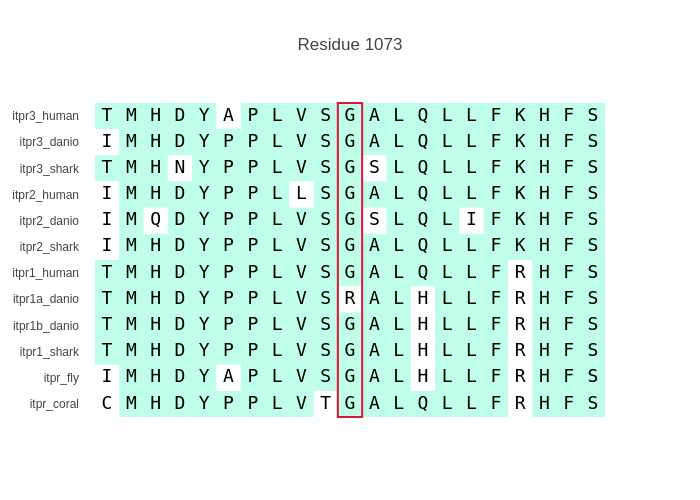 Residue 1073
itpr3_human T M H D Y A P L V S G A L Q L L F K H F S
itpr3_danio I M H D Y P P L V S G A L Q L L F K H F S
itpr3_shark T M H N Y P P L V S G S L Q L L F K H F S
itpr2_human I M H D Y P P L L S G A L Q L L F K H F S
itpr2_danio I M Q D Y P P L V S G S L Q L I F K H F S
itpr2_shark I M H D Y P P L V S G A L Q L L F K H F S
itpr1_human T M H D Y P P L V S G A L Q L L F R H F S
itpr1a_danio T M H D Y P P L V S R A L H L L F R H F S
itpr1b_danio T M H D Y P P L V S G A L H L L F R H F S
itpr1_shark T M H D Y P P L V S G A L H L L F R H F S
itpr_fly I M H D Y A P L V S G A L H L L F R H F S
itpr_coral C M H D Y P P L V T G A L Q L L F R H F S